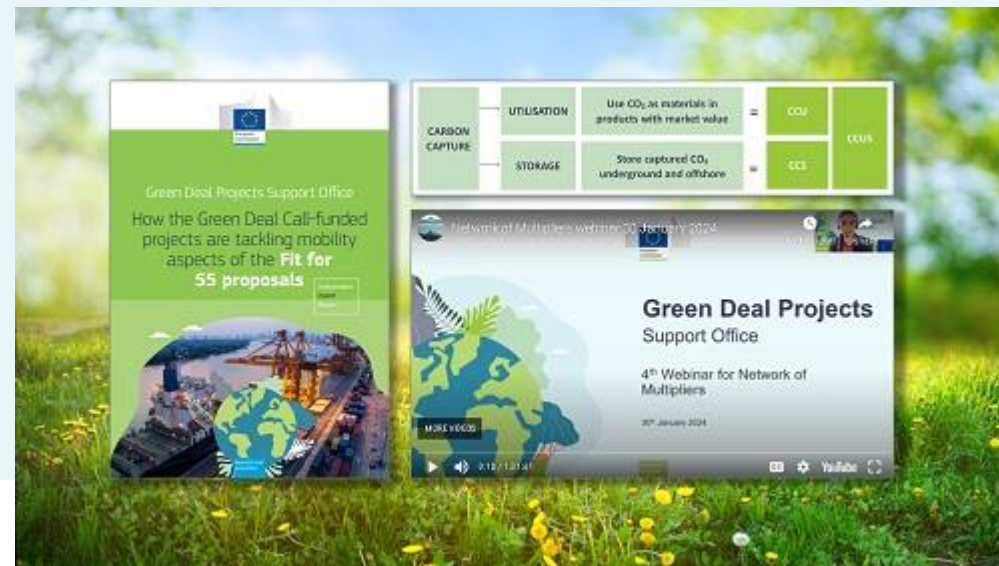 Green Deal Projects Support Office
How the Green Deal Call-funded
projects are tackling mobility
aspects of the Fit for
55 proposals
CARBON
CAPTURE
UTILISATION
Use CO₂ as materials in
products with market value
=
CCU
STORAGE
Store captured CO₂
underground and offshore
=
CCS
CCUS
Network of Multipliers webinar 30 January 2024
Green Deal Projects
Support Office
4th Webinar for Network of
Multipliers
30th January 2024
MORE VIDEOS
YouTube